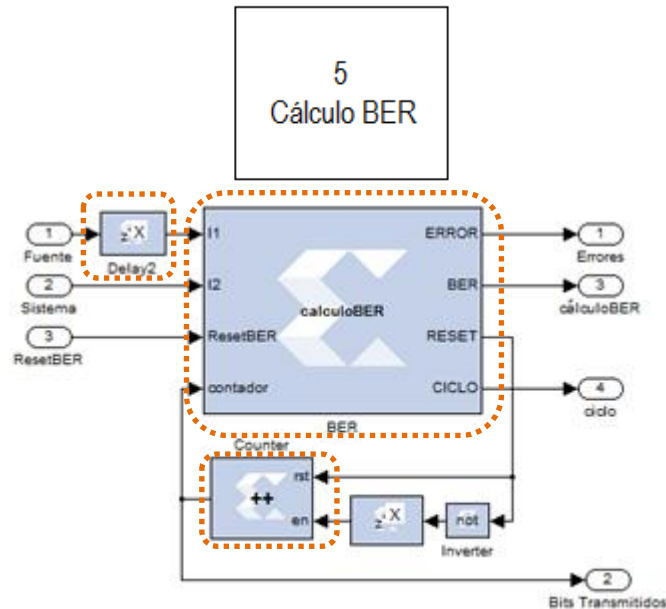 5
Cálculo BER
1
Fuente
Delay2
2
Sistema
3
ResetBER
I1
I2
ResetBER
contador
calculoBER
ERROR
BER
RESET
CICLO
BER
1
Errores
3
cálculoBER
4
ciclo
Counter
++
rst
en
not
Inverter
2
Bits Transmitidos